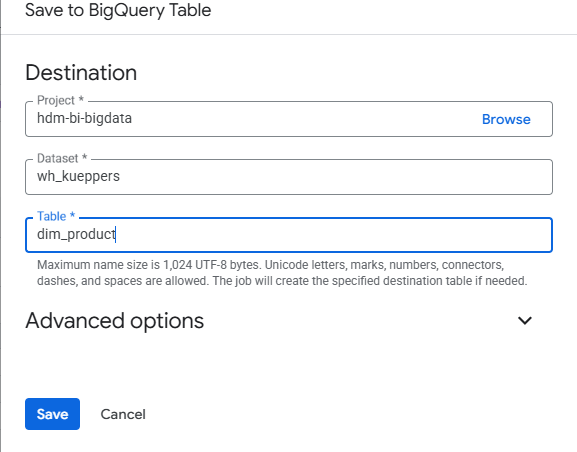 Save to BigQuery Table
Destination
Project *
hdm-bi-bigdata
Browse
Dataset *
wh_kueppers
Table *
dim_product
Maximum name size is 1,024 UTF-8 bytes. Unicode letters, marks, numbers, connectors,
dashes, and spaces are allowed. The job will create the specified destination table if needed.
Advanced options
Save
Cancel